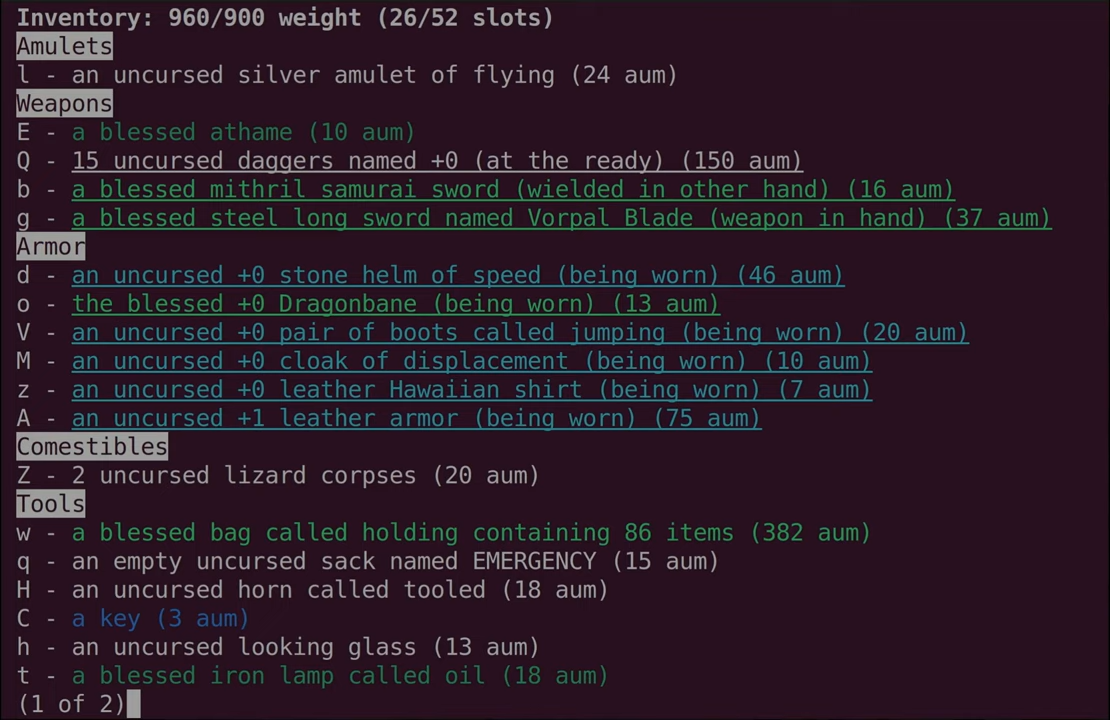 Inventory: 960/900 weight (26/52 slots)
Amulets
l - an uncursed silver amulet of flying (24 aum)
Weapons
E - a blessed athame (10 aum)
Q - 15 uncursed daggers named +0 (at the ready) (150 aum)
b - a blessed mithril samurai sword (wielded in other hand) (16 aum)
g - a blessed steel long sword named Vorpal Blade (weapon in hand) (37 aum)
Armor
d - an uncursed +0 stone helm of speed (being worn) (46 aum)
o - the blessed +0 Dragonbane (being worn) (13 aum)
V - an uncursed +0 pair of boots called jumping (being worn) (20 aum)
M - an uncursed +0 cloak of displacement (being worn) (10 aum)
z - an uncursed +0 leather Hawaiian shirt (being worn) (7 aum)
A - an uncursed +1 leather armor (being worn) (75 aum)
Comestibles
Z - 2 uncursed lizard corpses (20 aum)
Tools
w - a blessed bag called holding containing 86 items (382 aum)
q - an empty uncursed sack named EMERGENCY (15 aum)
H - an uncursed horn called tooled (18 aum)
C - a key (3 aum)
h - an uncursed looking glass (13 aum)
t - a blessed iron lamp called oil (18 aum)
(1 of 2)